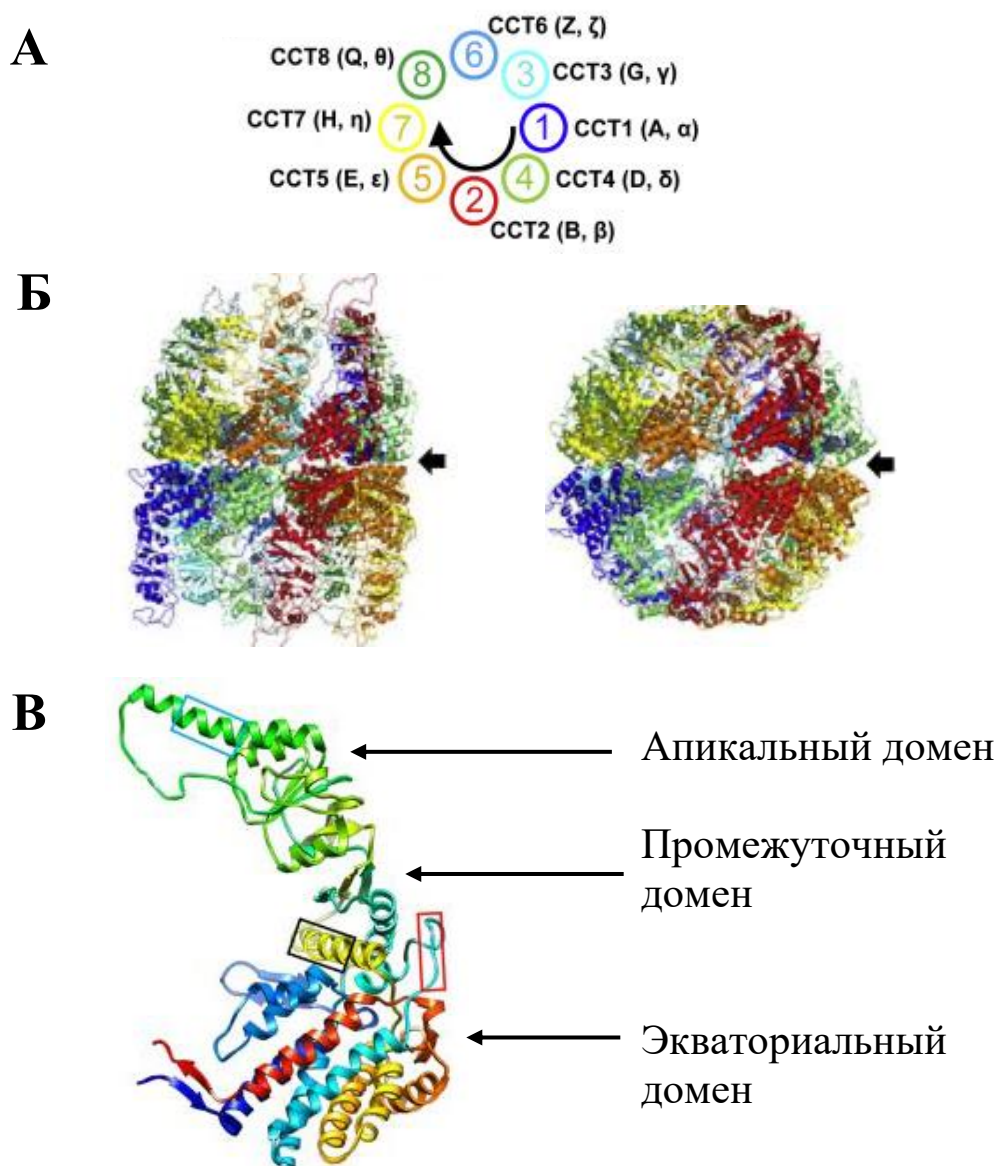 А
CCT6 (Z, ζ)
CCT8 (Q, θ)
6
8
3
CCT3 (G, γ)
CCT7 (H, η)
7
1
CCT1 (A, α)
CCT5 (E, ε)
5
4
CCT4 (D, δ)
2
CCT2 (B, β)
Б
В
Апикальный домен
Промежуточный
домен
Экваториальный
домен